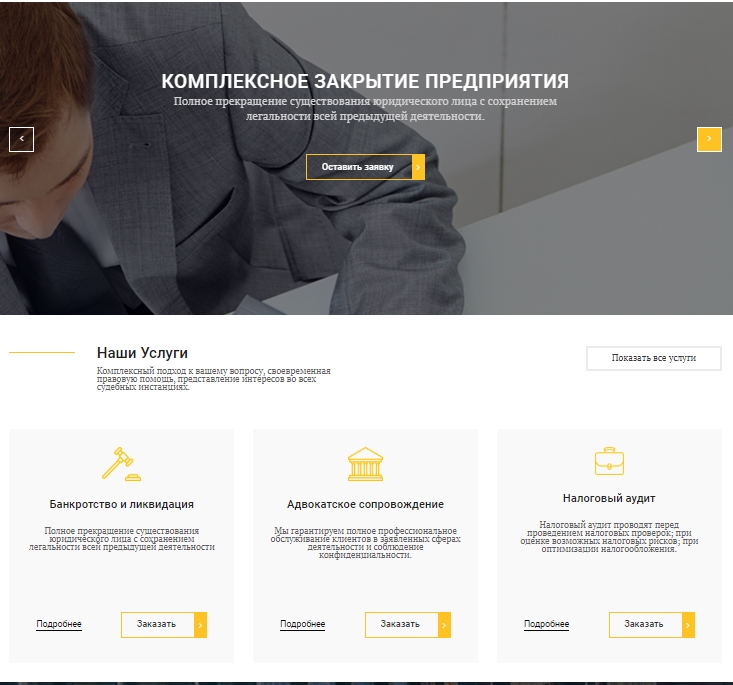 КОМПЛЕКСНОЕ ЗАКРЫТИЕ ПРЕДПРИЯТИЯ
Полное прекращение существования юридического лица с сохранением
легальности всей предыдущей деятельности.
Оставить заявку
Наши Услуги
Комплексный подход к вашему вопросу, своевременная
правовую помощь, представление интересов во всех
судебных инстанциях.
Показать все услуги
Банкротство и ликвидация
Полное прекращение существования
юридического лица с сохранением
легальности всей предыдущей деятельности
Подробнее
Заказать
Адвокатское сопровождение
Мы гарантируем полное профессиональное
обслуживание клиентов в заявленных сферах
деятельности и соблюдение
конфиденциальности.
Подробнее
Заказать
Налоговый аудит
Налоговый аудит проводят перед
проведением налоговых проверок; при
оценке возможных налоговых рисков; при
оптимизации налогообложения.
Подробнее
Заказать